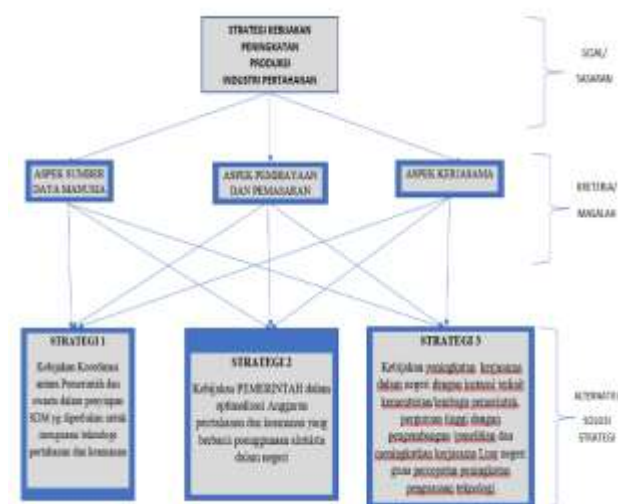 STRATEGI KEBIJAKAN
PENINGKATAN
PRODUKSI
INDUSTRI PERTAHANAN
GOAL/
SASARAN
ASPEK SUMBER
DATA MANUSIA
ASPEK PEMBIAYAAN
DAN PEMASARAN
ASPEK KERJASAMA
KRITERIA/
MASALAH
STRATEGI 1
Kebijakan Koordinasi
antara Pemerintah dan
swasta dalam penyiapan
SDM yg diperlukan untuk
menguasai teknologi
pertahanan dan keamanan
STRATEGI 2
Kebijakan PEMERINTAH dalam
optimalisasi Anggaran
pertahanan dan keamanan yang
berbasis penggunaan alutsista
dalam negeri
STRATEGI 3
Kebijakan peningkatan kerjasama
dalam negeri dengan instansi terkait
kementerian/lembaga pemerintah,
perguruan tinggi dengan
pengembangan penelitian dan
meningkatkan kerjasama Luar negeri
guna percepatan peningkatan
penguasaan teknologi
ALTERNATIF
SOLUSI
STRATEGI